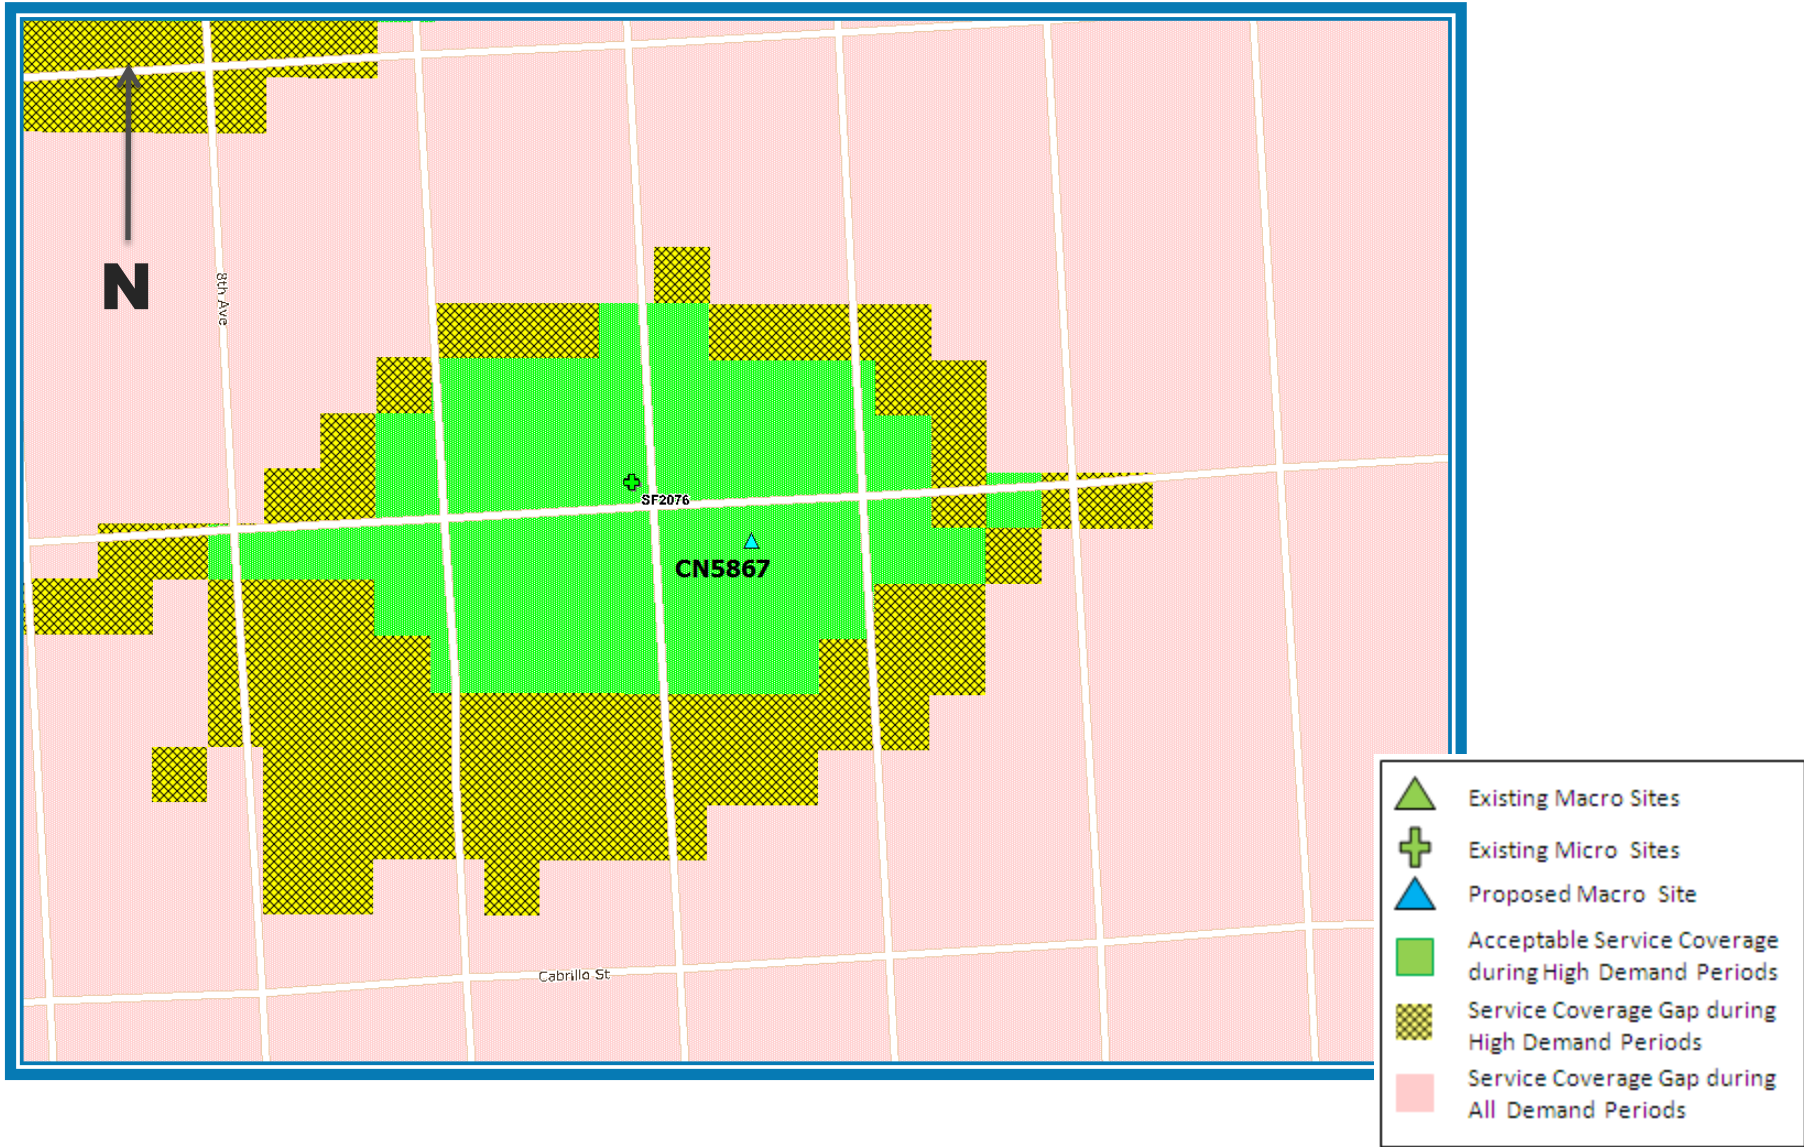 N
8th Ave
SF2076
CN5867
Cabrillo St
Existing Macro Sites
Existing Micro Sites
Proposed Macro Site
Acceptable Service Coverage
during High Demand Periods
Service Coverage Gap during
High Demand Periods
Service Coverage Gap during
All Demand Periods